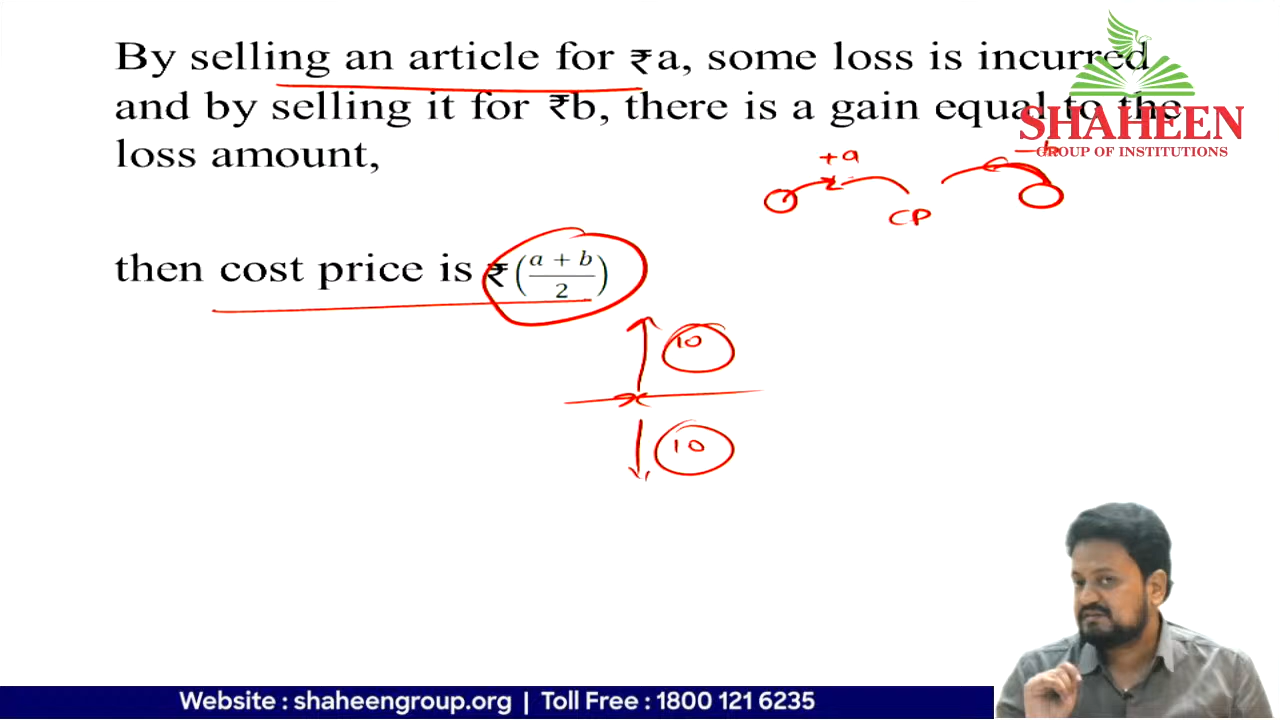 By selling an article for ₹a, some loss is incurred
and by selling it for ₹b, there is a gain equal to the
loss amount,
SHAHEEN
GROUP OF INSTITUTIONS
+a
-b
CP
then cost price is ₹(a + b / 2)
10
10
Website : shaheengroup.org | Toll Free : 1800 121 6235